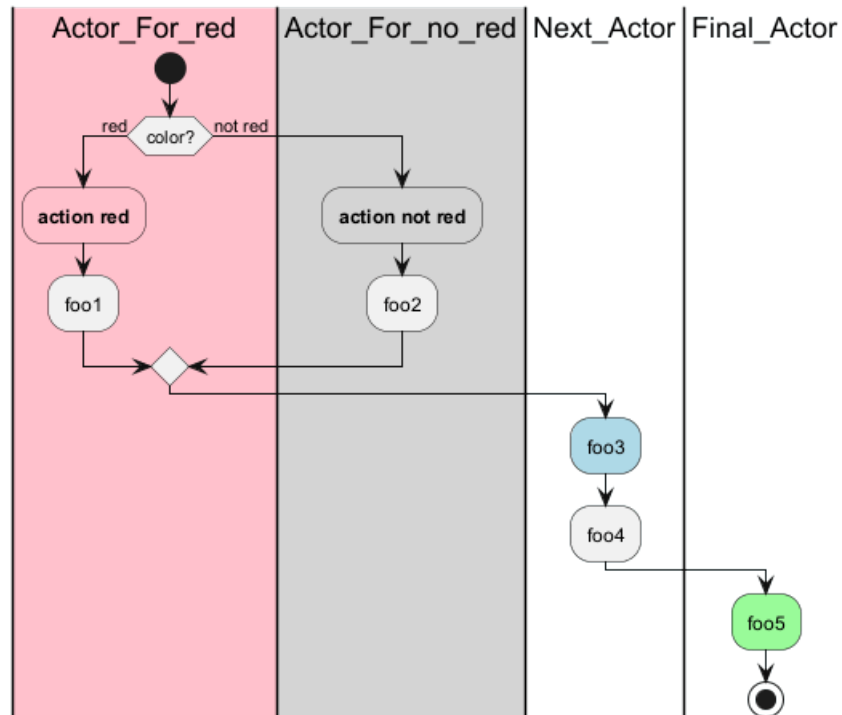 Actor_For_red Actor_For_no_red Next_Actor Final_Actor
red color? not red
action red action not red
foo1 foo2
foo3
foo4
foo5